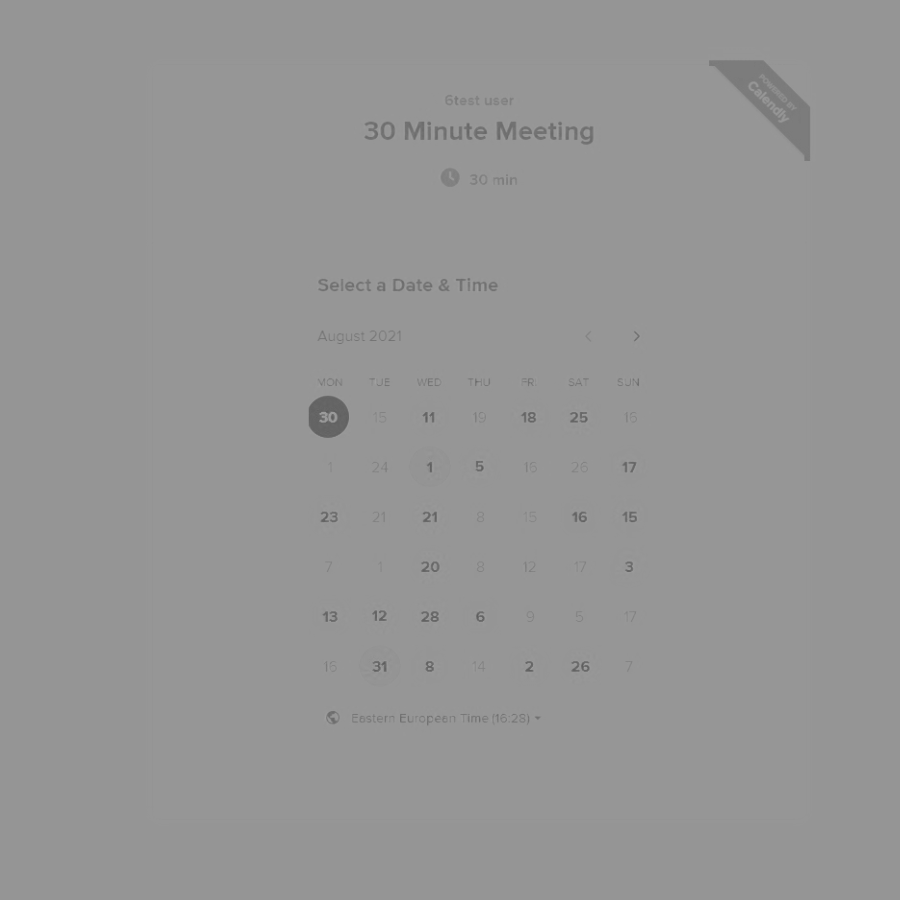 POWERED BY
Calendly
6test user
30 Minute Meeting
30 min
Select a Date & Time
August 2021
MON TUE WED THU FRI SAT SUN
30 15 11 19 18 25 15
1 24 1 5 16 26 17
23 21 21 8 15 16 15
7 1 20 8 12 17 3
13 12 28 6 9 5 17
15 31 8 14 2 26 7
Eastern European Time (16:28)